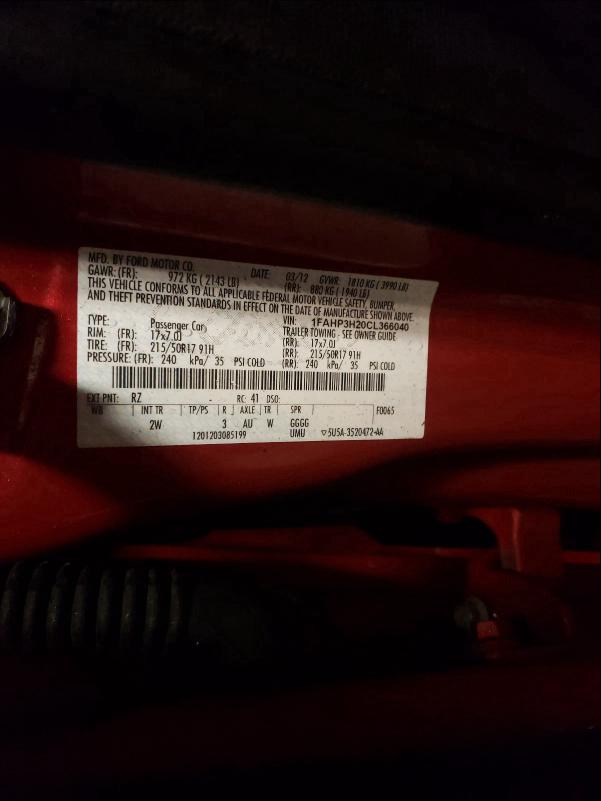 MFD. BY FORD MOTOR CO.
DATE: 03/12 GVWR: 1810 KG ( 3990 LB)
GAWR: (FR): 972 KG ( 2143 LB) (RR): 880 KG ( 1940 LB)
THIS VEHICLE CONFORMS TO ALL APPLICABLE FEDERAL MOTOR VEHICLE SAFETY, BUMPER,
AND THEFT PREVENTION STANDARDS IN EFFECT ON THE DATE OF MANUFACTURE SHOWN ABOVE.
VIN: 1FAHP3H20CL366040
TYPE: Passenger Car TRAILER TOWING - SEE OWNER GUIDE
RIM: (FR): 17x7.0J (RR): 17x7.0J
TIRE: (FR): 215/50R17 91H (RR): 215/50R17 91H
PRESSURE: (FR): 240 kPa/ 35 PSI COLD (RR): 240 kPa/ 35 PSI COLD
EXT PNT: RZ RC: 41 DSO: F0065
WB INT TR TP/PS R AXLE TR SPR
2W 3 AU W GGGG
1201203085199 UMU ▽5U5A-3520472-AA